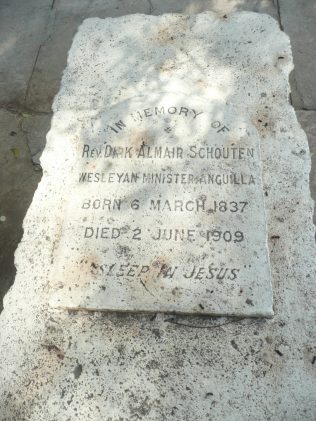 IN MEMORY OF
REV. DIRK ALMAIR SCHOUTEN
WESLEYAN MINISTER ANGUILLA
BORN 6 MARCH 1837
DIED 2 JUNE 1909
"SLEEP IN JESUS"